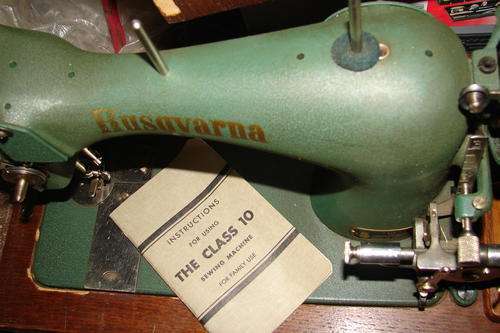 Husqvarna
INSTRUCTIONS
FOR USING
THE CLASS 10
SEWING MACHINE
FOR FAMILY USE